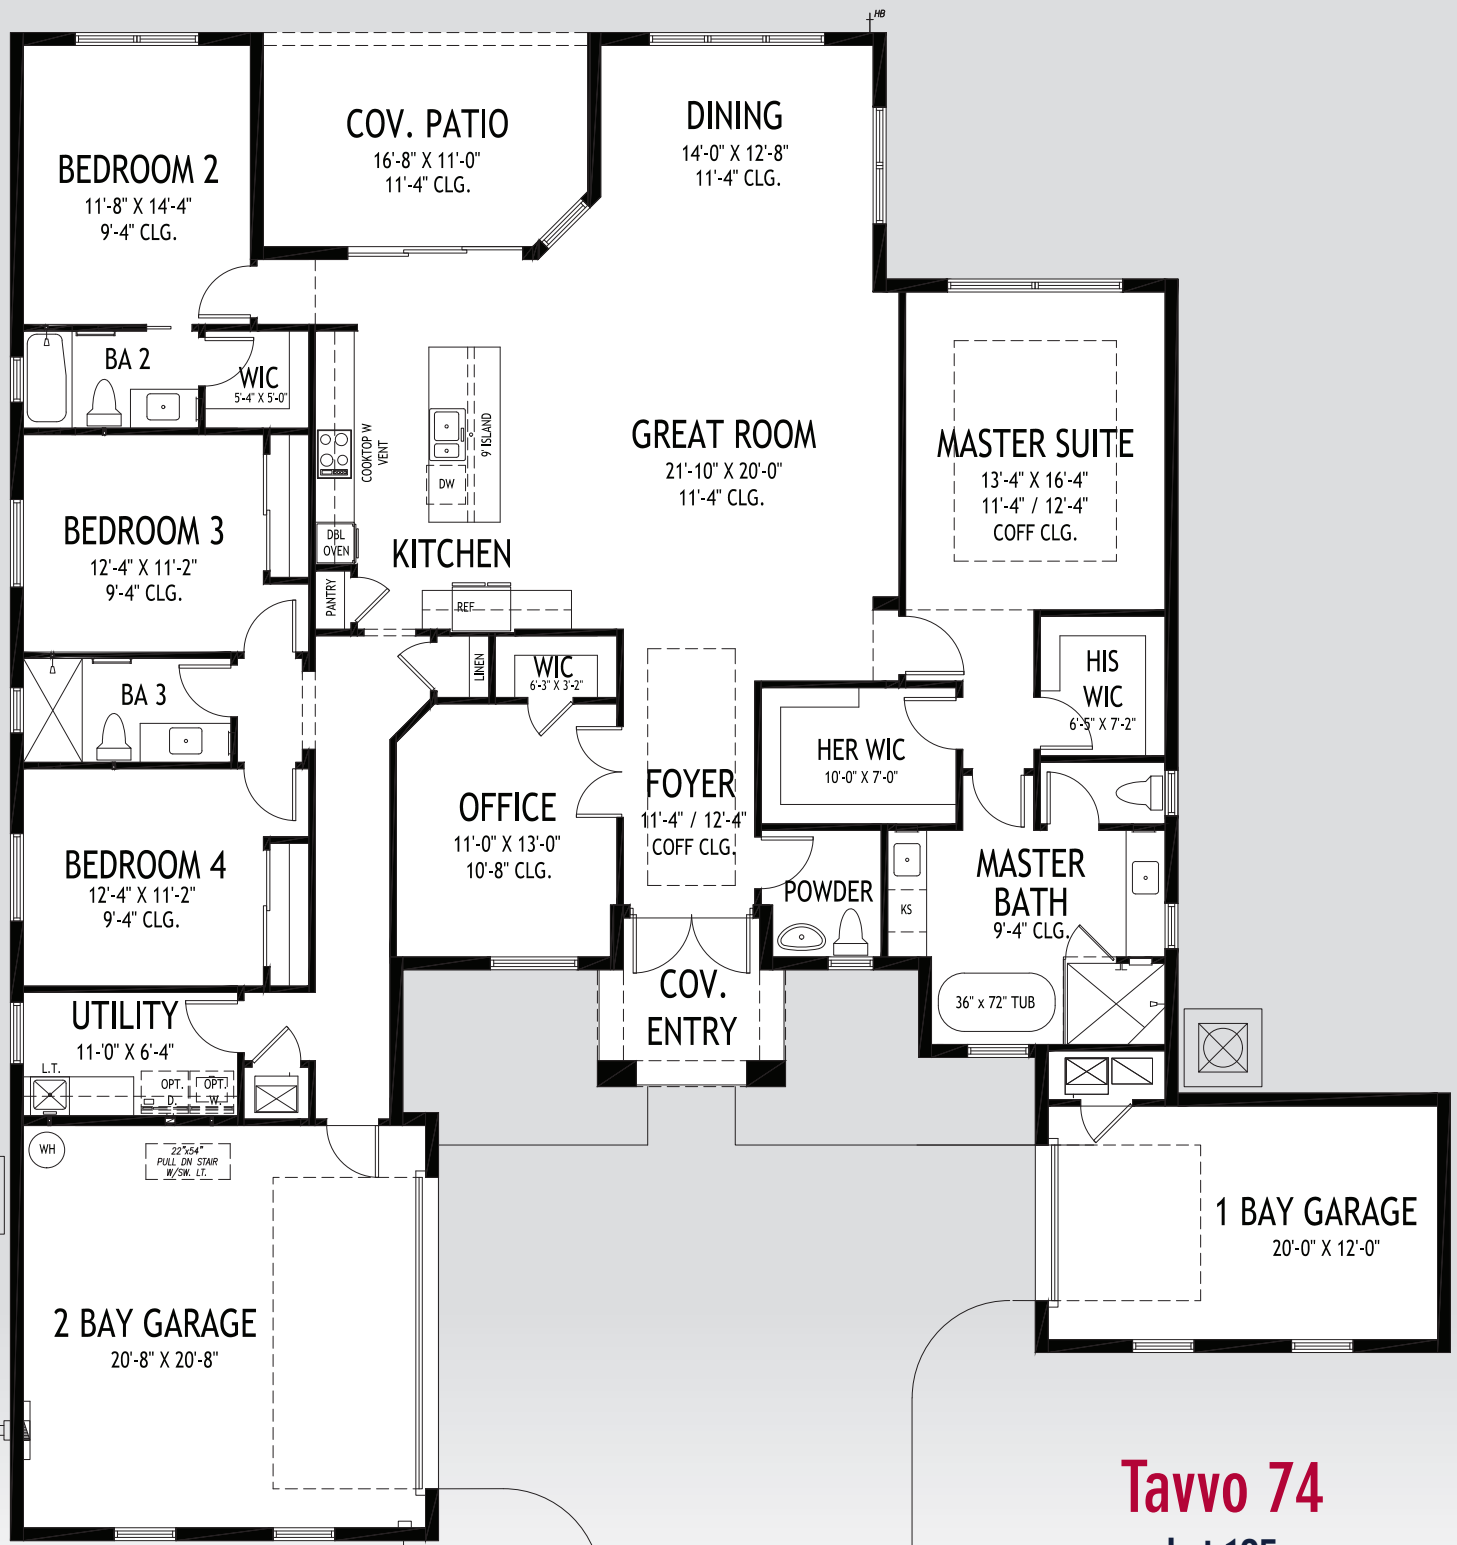 HB
COV. PATIO
16'-8" X 11'-0"
11'-4" CLG.
DINING
14'-0" X 12'-8"
11'-4" CLG.
BEDROOM 2
11'-8" X 14'-4"
9'-4" CLG.
BA 2
WIC
5'-4" X 5'-0"
COOKTOP W
VENT
9' ISLAND
DW
DBL
OVEN
KITCHEN
PANTRY
REF
GREAT ROOM
21'-10" X 20'-0"
11'-4" CLG.
MASTER SUITE
13'-4" X 16'-4"
11'-4" / 12'-4"
COFF CLG.
BEDROOM 3
12'-4" X 11'-2"
9'-4" CLG.
BA 3
LINEN
WIC
6'-3" X 3'-2"
HIS
WIC
6'-5" X 7'-2"
HER WIC
10'-0" X 7'-0"
FOYER
11'-4" / 12'-4"
COFF CLG.
OFFICE
11'-0" X 13'-0"
10'-8" CLG.
BEDROOM 4
12'-4" X 11'-2"
9'-4" CLG.
POWDER
KS
MASTER
BATH
9'-4" CLG.
36" x 72" TUB
COV.
ENTRY
UTILITY
11-'0" X 6'-4"
L.T.
OPT.
D.
OPT.
W.
WH
22"x54"
PULL DN STAIR
W/SW. LT.
2 BAY GARAGE
20'-8" X 20'-8"
1 BAY GARAGE
20'-0" X 12'-0"
Tavvo 74